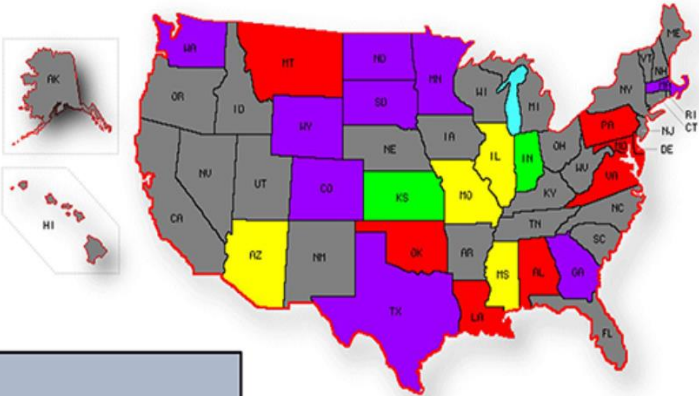 WA
MT
ND
MN
ME
VT
NH
AK
OR
ID
SD
WI
MI
NY
RI
CT
WY
IA
PA
NJ
NE
IL
IN
OH
MD
DE
NV
UT
CO
KS
MO
WV
VA
KY
CA
NC
TN
HI
AZ
NM
OK
AR
SC
MS
AL
GA
TX
LA
FL